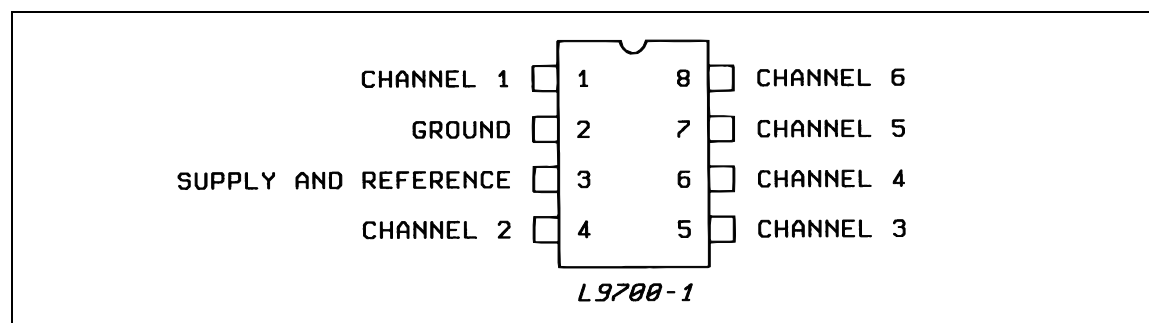 CHANNEL 1 1 8 CHANNEL 6
GROUND 2 7 CHANNEL 5
SUPPLY AND REFERENCE 3 6 CHANNEL 4
CHANNEL 2 4 5 CHANNEL 3
L9700-1